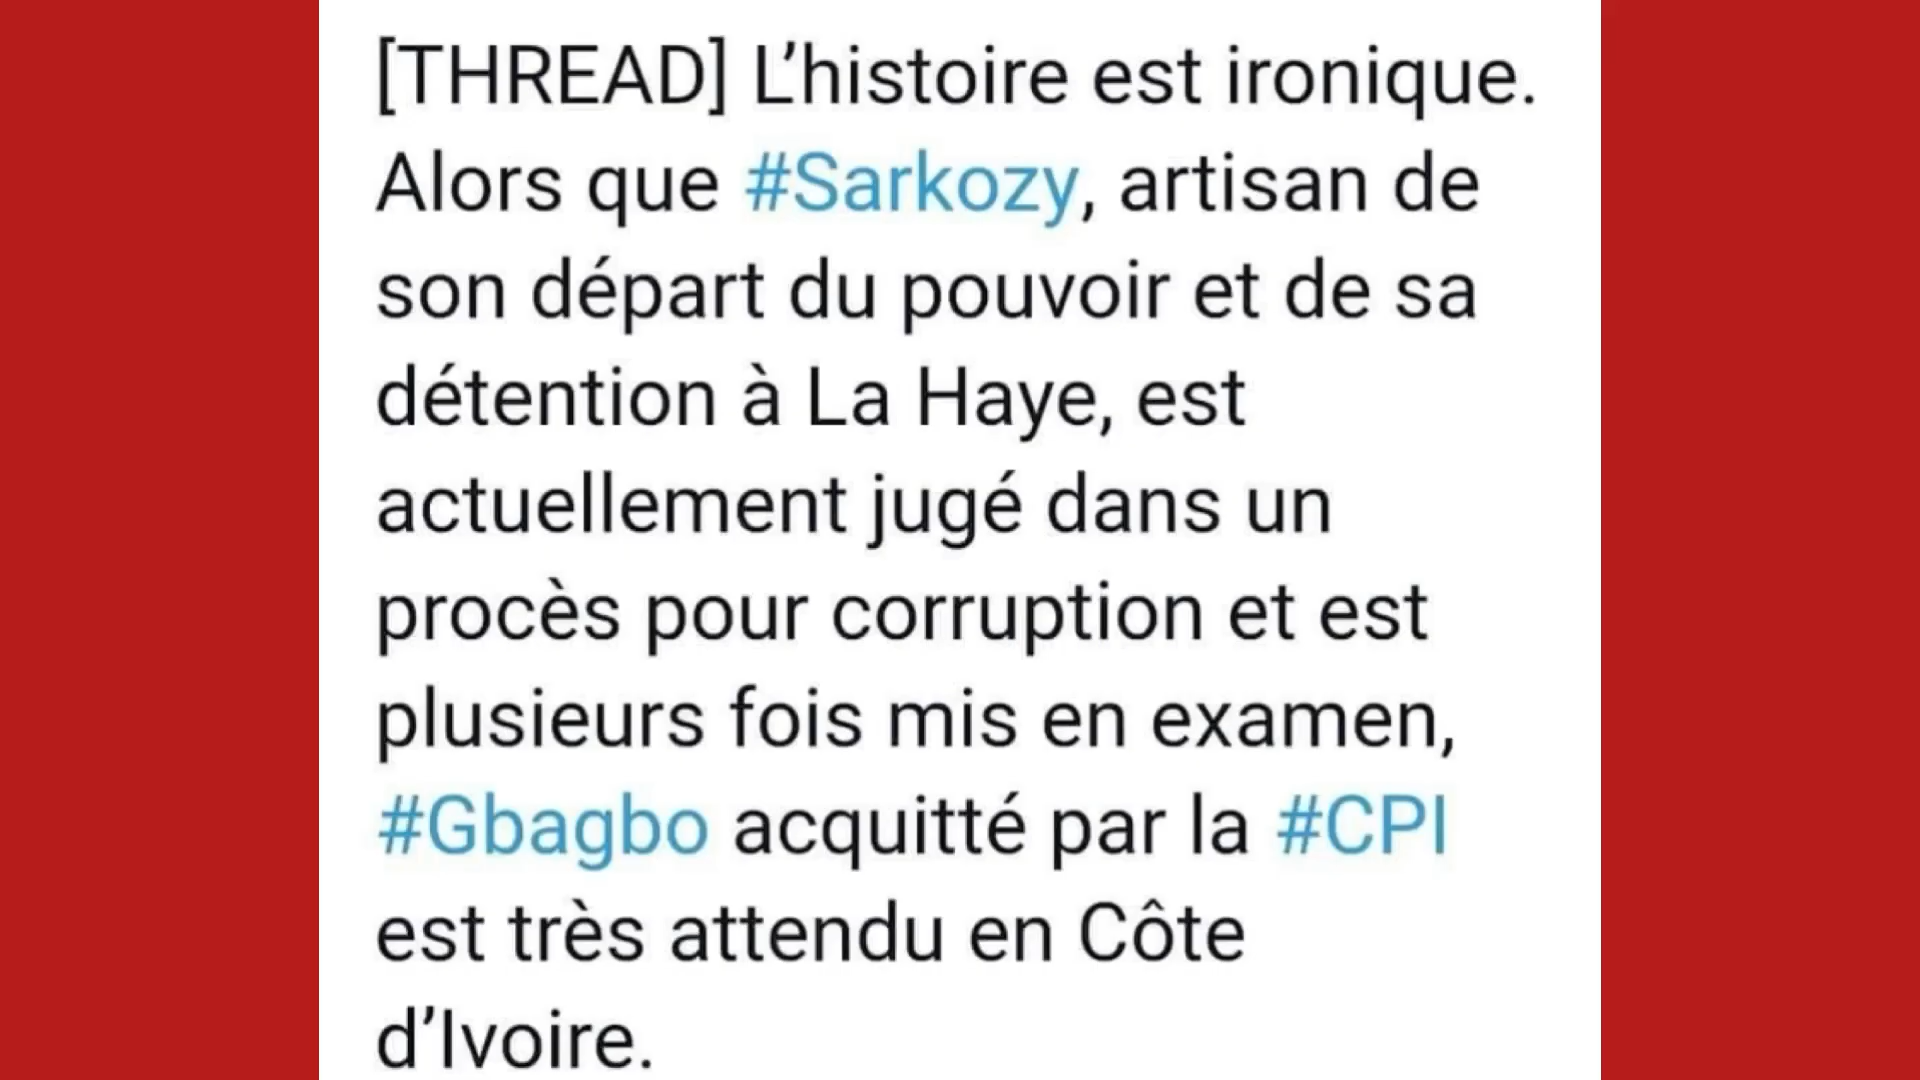 [THREAD] L’histoire est ironique.
Alors que #Sarkozy, artisan de
son départ du pouvoir et de sa
détention à La Haye, est
actuellement jugé dans un
procès pour corruption et est
plusieurs fois mis en examen,
#Gbagbo acquitté par la #CPI
est très attendu en Côte
d’Ivoire.